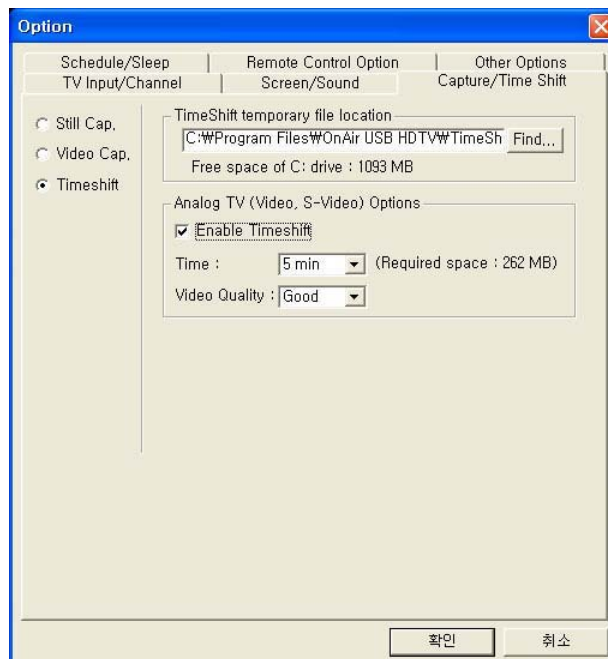 Option
Schedule/Sleep Remote Control Option Other Options
TV Input/Channel Screen/Sound Capture/Time Shift
Still Cap,
Video Cap,
Timeshift
TimeShift temporary file location
C:₩Program Files₩OnAir USB HDTV₩TimeSh Find...
Free space of C: drive : 1093 MB
Analog TV (Video, S-Video) Options
Enable Timeshift
Time : 5 min (Required space : 262 MB)
Video Quality : Good
확인 취소